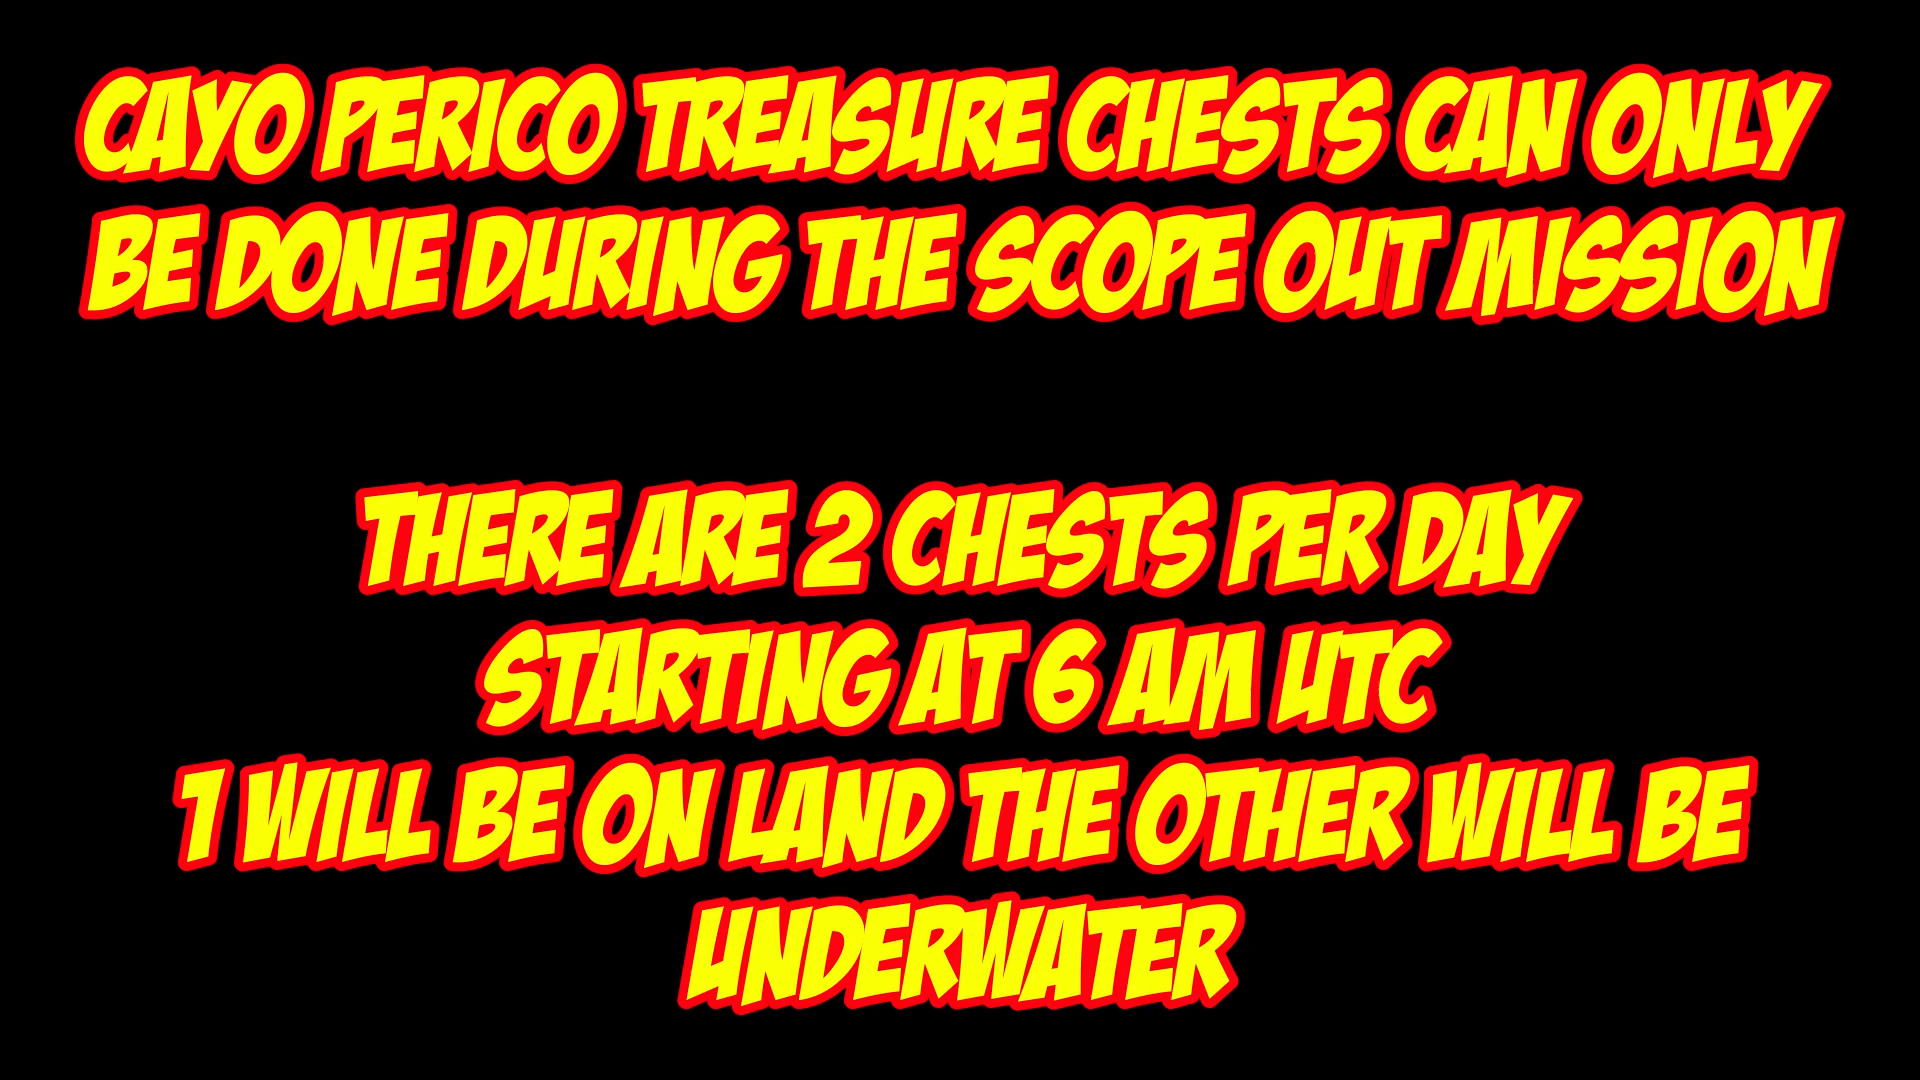 CAYO PERICO TREASURE CHESTS CAN ONLY
BE DONE DURING THE SCOPE OUT MISSION
THERE ARE 2 CHESTS PER DAY
STARTING AT 6 AM UTC
1 WILL BE ON LAND THE OTHER WILL BE
UNDERWATER